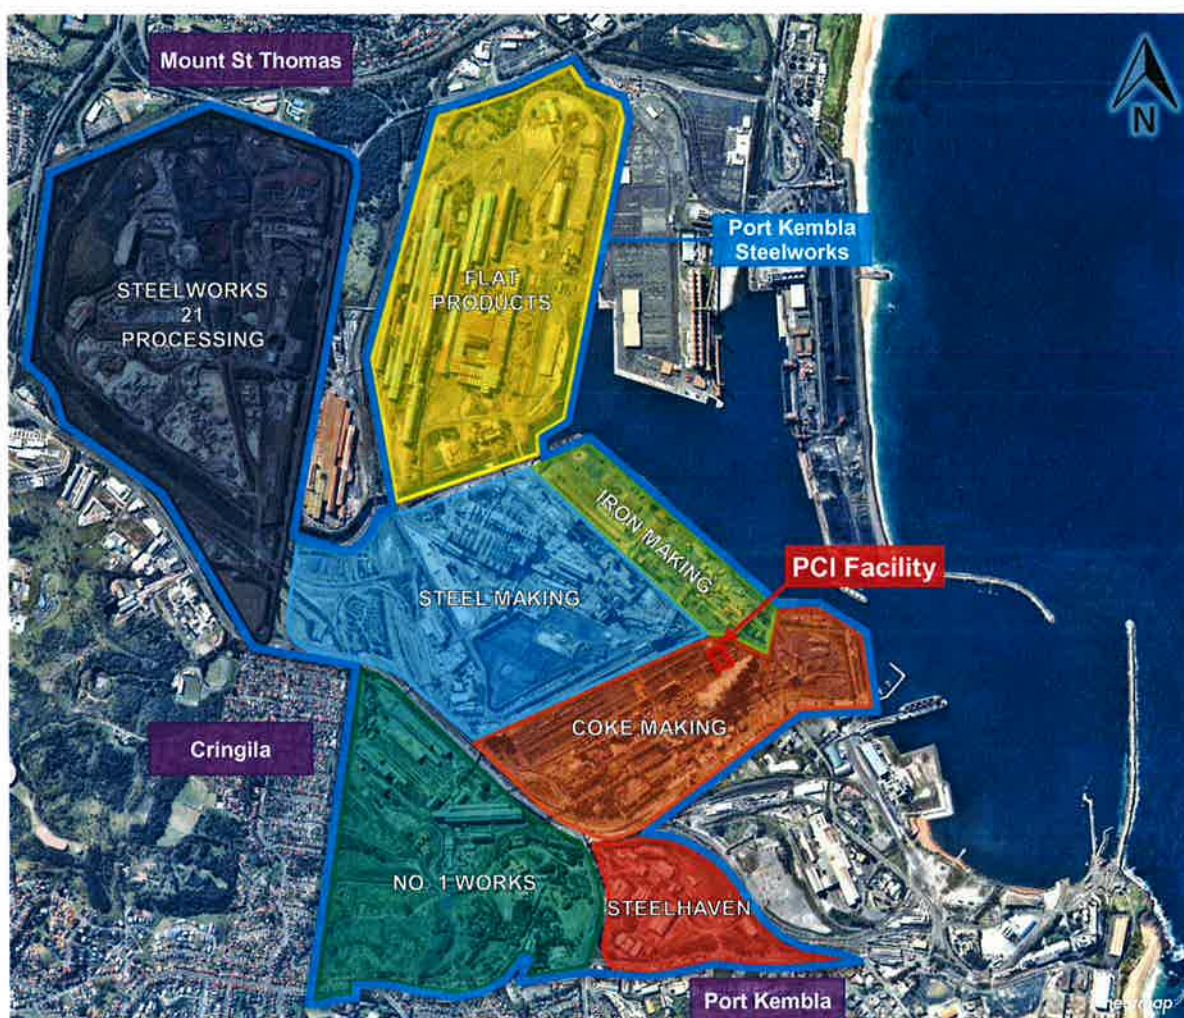 Mount St Thomas
N
Port Kembla
Steelworks
FLAT
PRODUCTS
STEELWORKS
21
PROCESSING
IRON MAKING
PCI Facility
STEEL MAKING
COKE MAKING
Cringila
NO. 1 WORKS
STEELHAVEN
Port Kembla
nearmap